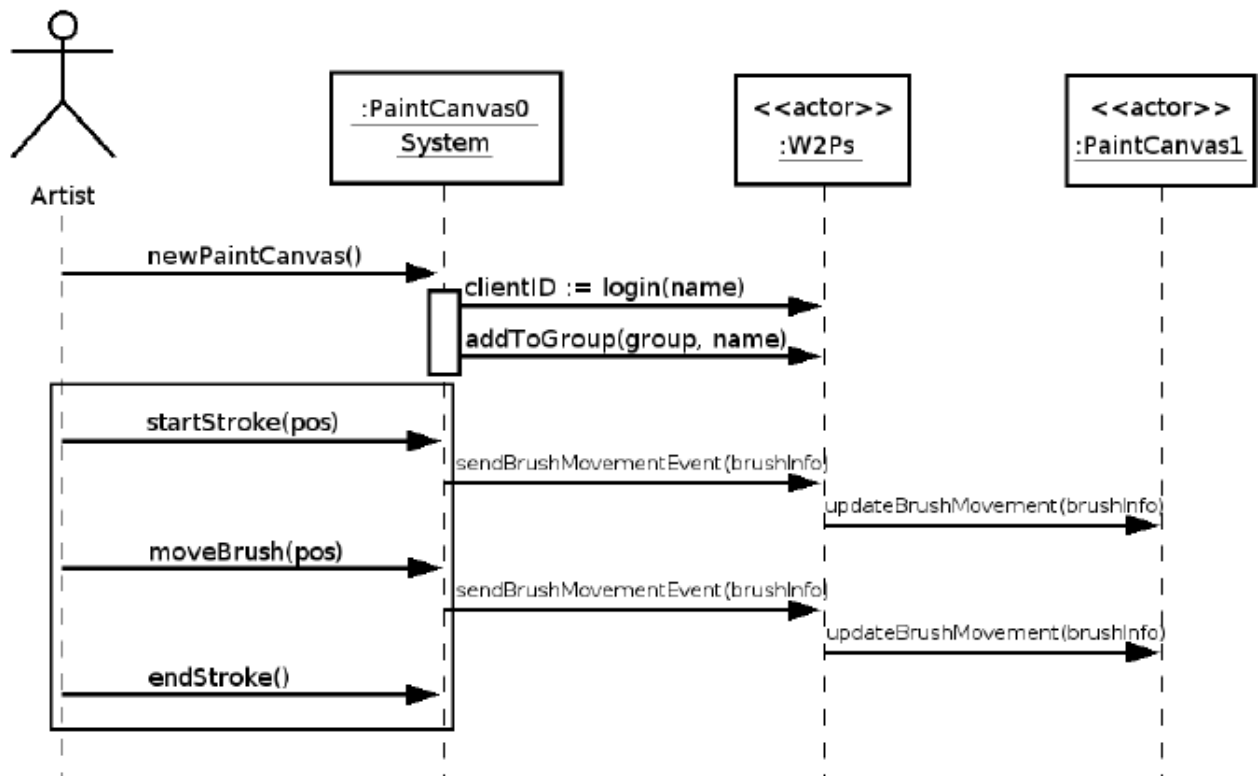 :PaintCanvas0
System
<<actor>>
:W2Ps
<<actor>>
:PaintCanvas1
Artist
newPaintCanvas()
clientID := login(name)
addToGroup(group, name)
startStroke(pos)
sendBrushMovementEvent(brushInfo)
updateBrushMovement(brushInfo)
moveBrush(pos)
sendBrushMovementEvent(brushInfo)
updateBrushMovement(brushInfo)
endStroke()